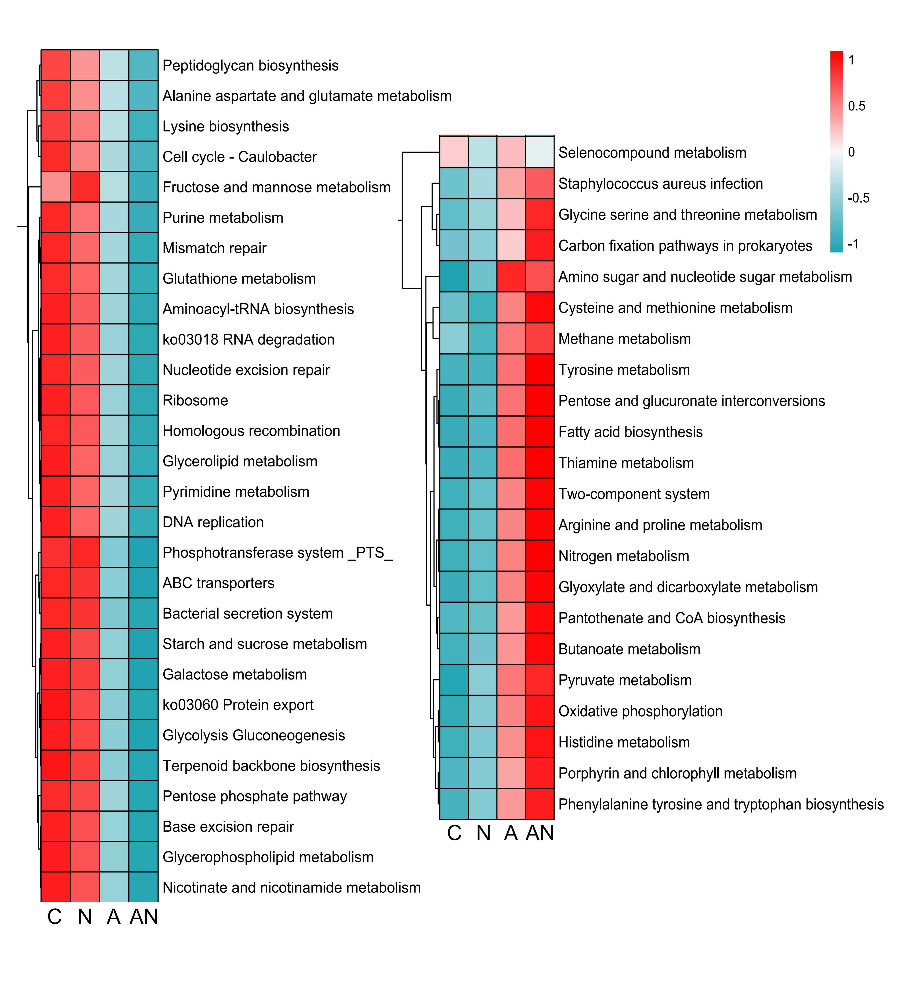 Peptidoglycan biosynthesis
Alanine aspartate and glutamate metabolism
Lysine biosynthesis
Cell cycle - Caulobacter
Fructose and mannose metabolism
Purine metabolism
Mismatch repair
Glutathione metabolism
Aminoacyl-tRNA biosynthesis
ko03018 RNA degradation
Nucleotide excision repair
Ribosome
Homologous recombination
Glycerolipid metabolism
Pyrimidine metabolism
DNA replication
Phosphotransferase system _PTS_
ABC transporters
Bacterial secretion system
Starch and sucrose metabolism
Galactose metabolism
ko03060 Protein export
Glycolysis Gluconeogenesis
Terpenoid backbone biosynthesis
Pentose phosphate pathway
Base excision repair
Glycerophospholipid metabolism
Nicotinate and nicotinamide metabolism
C N A AN
Selenocompound metabolism
Staphylococcus aureus infection
Glycine serine and threonine metabolism
Carbon fixation pathways in prokaryotes
Amino sugar and nucleotide sugar metabolism
Cysteine and methionine metabolism
Methane metabolism
Tyrosine metabolism
Pentose and glucuronate interconversions
Fatty acid biosynthesis
Thiamine metabolism
Two-component system
Arginine and proline metabolism
Nitrogen metabolism
Glyoxylate and dicarboxylate metabolism
Pantothenate and CoA biosynthesis
Butanoate metabolism
Pyruvate metabolism
Oxidative phosphorylation
Histidine metabolism
Porphyrin and chlorophyll metabolism
Phenylalanine tyrosine and tryptophan biosynthesis
C N A AN
1
0.5
0
-0.5
-1